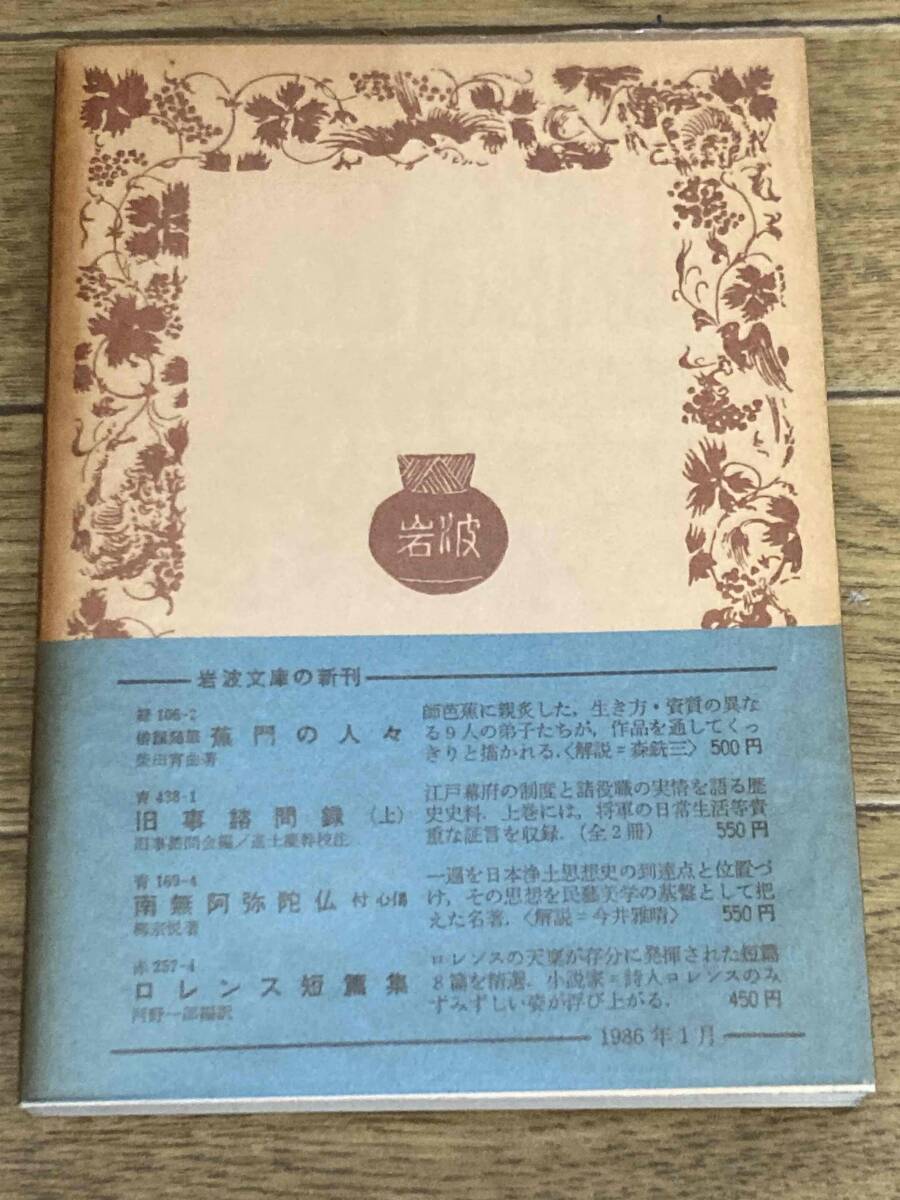 岩波
岩波文庫の新刊
緑 106-2
俳諧随筆 蕉門の人々
柴田宵曲著
師芭蕉に親炙した，生き方・資質の異な
る9人の弟子たちが，作品を通してくっ
きりと描かれる．〈解説＝森銑三〉 500円
青 438-1
旧事諮問録（上）
旧事諮問会編／進士慶幹校注
江戸幕府の制度と諸役職の実情を語る歴
史史料．上巻には，将軍の日常生活等貴
重な証言を収録．（全2冊） 550円
青 169-4
南無阿弥陀仏 付 心偈
柳宗悦著
一遍を日本浄土思想史の到達点と位置づ
け，その思想を民藝美学の基盤として把
えた名著．〈解説＝今井雅晴〉 550円
赤 257-4
ロレンス短篇集
河野一郎編訳
ロレンスの天稟が存分に発揮された短篇
8篇を精選．小説家＝詩人ロレンスのみ
ずみずしい姿が浮び上がる． 450円
1986年1月